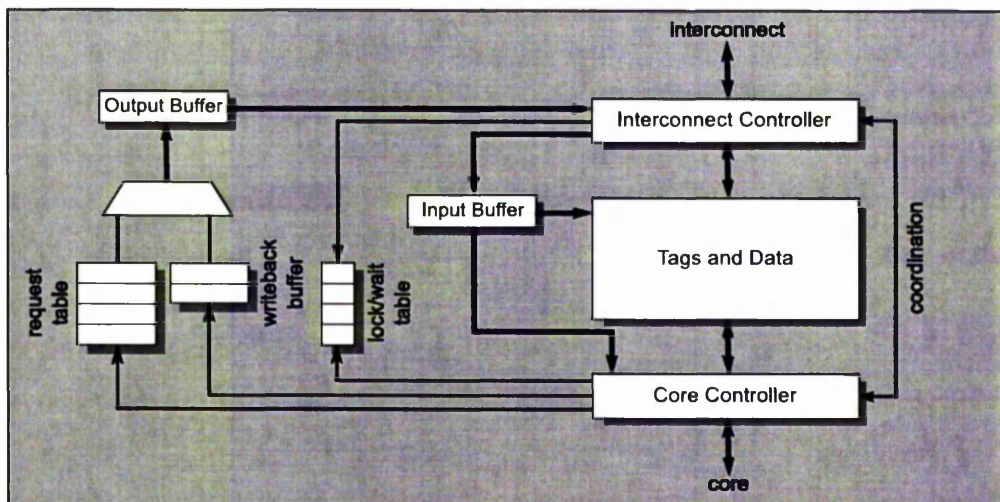 interconnect
Output Buffer
Interconnect Controller
Input Buffer
Tags and Data
coordination
request
table
writeback
buffer
lock/wait
table
Core Controller
core